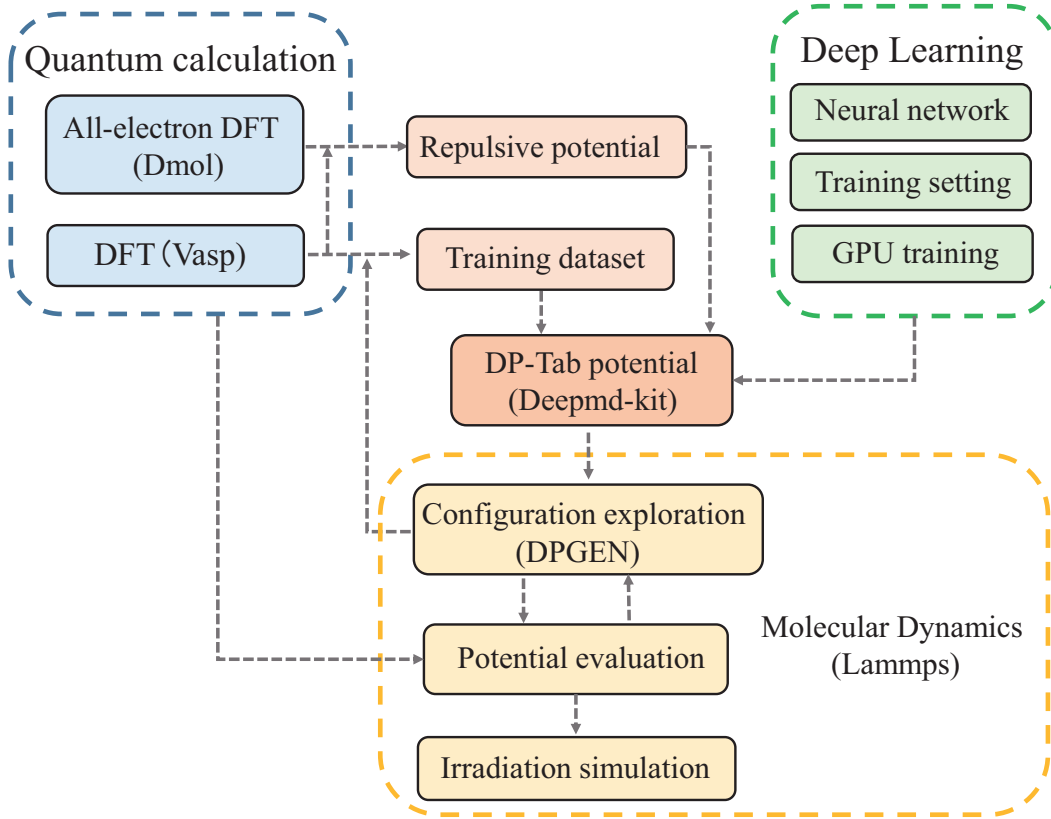 Quantum calculation
All-electron DFT
(Dmol)
DFT（Vasp）
Repulsive potential
Training dataset
Deep Learning
Neural network
Training setting
GPU training
DP-Tab potential
(Deepmd-kit)
Configuration exploration
(DPGEN)
Potential evaluation
Irradiation simulation
Molecular Dynamics
(Lammps)